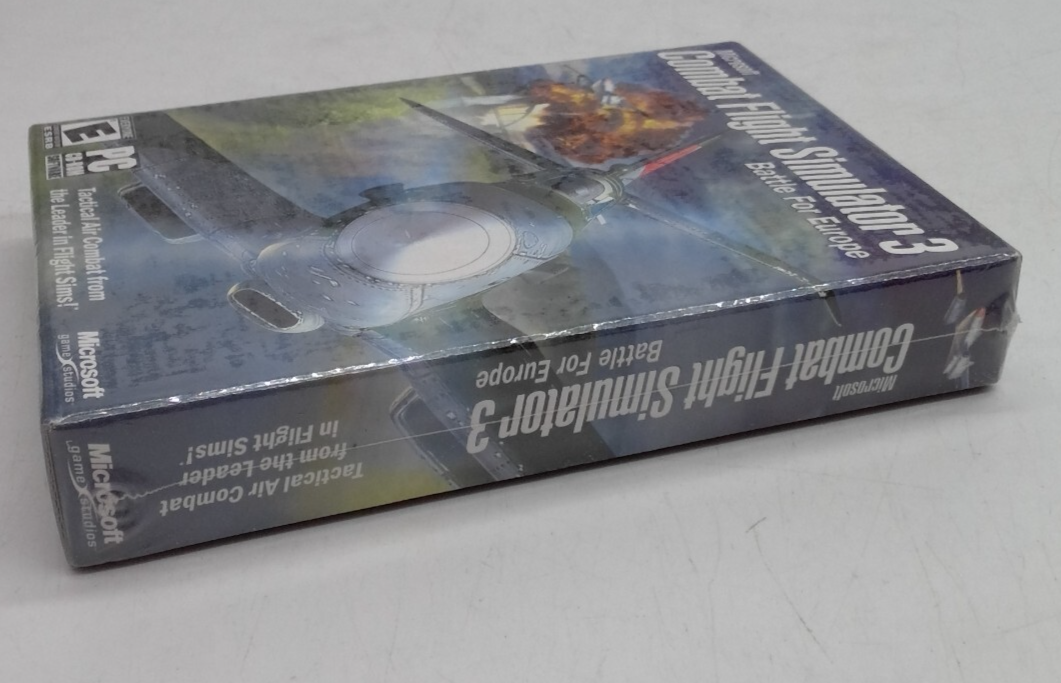 Microsoft
Combat Flight Simulator 3
Battle For Europe
EVERYONE
E
ESRB
PC
CD-ROM
Tactical Air Combat from
the Leader in Flight Sims!
Microsoft
game studios
Microsoft
Combat Flight Simulator 3
Battle For Europe
Tactical Air Combat
from the Leader
in Flight Sims!
Microsoft
game studios